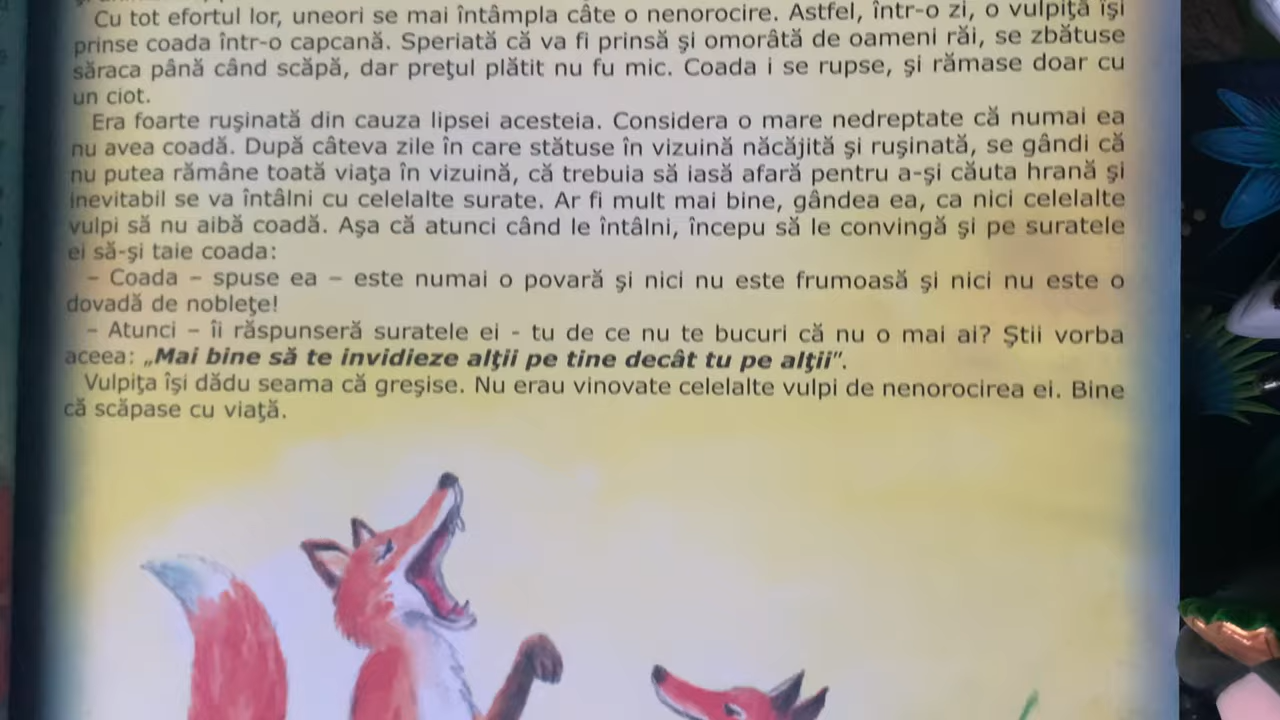 Cu tot efortul lor, uneori se mai întâmpla câte o nenorocire. Astfel, într-o zi, o vulpiţă îşi
prinse coada într-o capcană. Speriată că va fi prinsă şi omorâtă de oameni răi, se zbătuse
săraca până când scăpă, dar preţul plătit nu fu mic. Coada i se rupse, şi rămase doar cu
un ciot.
Era foarte ruşinată din cauza lipsei acesteia. Considera o mare nedreptate că numai ea
nu avea coadă. După câteva zile în care stătuse în vizuină năcăjită şi ruşinată, se gândi că
nu putea rămâne toată viaţa în vizuină, că trebuia să iasă afară pentru a-şi căuta hrană şi
inevitabil se va întâlni cu celelalte surate. Ar fi mult mai bine, gândea ea, ca nici celelalte
vulpi să nu aibă coadă. Aşa că atunci când le întâlni, începu să le convingă şi pe suratele
ei să-şi taie coada:
– Coada – spuse ea – este numai o povară şi nici nu este frumoasă şi nici nu este o
dovadă de nobleţe!
– Atunci – îi răspunseră suratele ei - tu de ce nu te bucuri că nu o mai ai? Ştii vorba
aceea: „Mai bine să te invidieze alţii pe tine decât tu pe alţii".
Vulpiţa îşi dădu seama că greşise. Nu erau vinovate celelalte vulpi de nenorocirea ei. Bine
că scăpase cu viaţă.